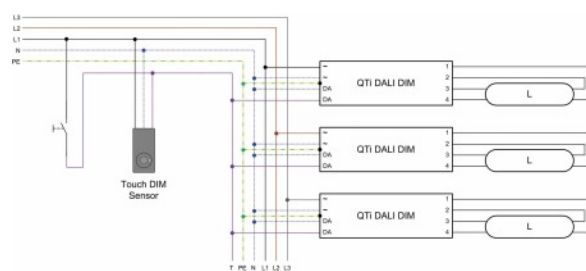 L3
L2
L1
N
PE
~
~
DA
DA
QTi DALI DIM
1
2
3
4
L
~
~
DA
DA
QTi DALI DIM
1
2
3
4
L
~
~
DA
DA
QTi DALI DIM
1
2
3
4
L
Touch DIM
Sensor
T PE N L1 L2 L3